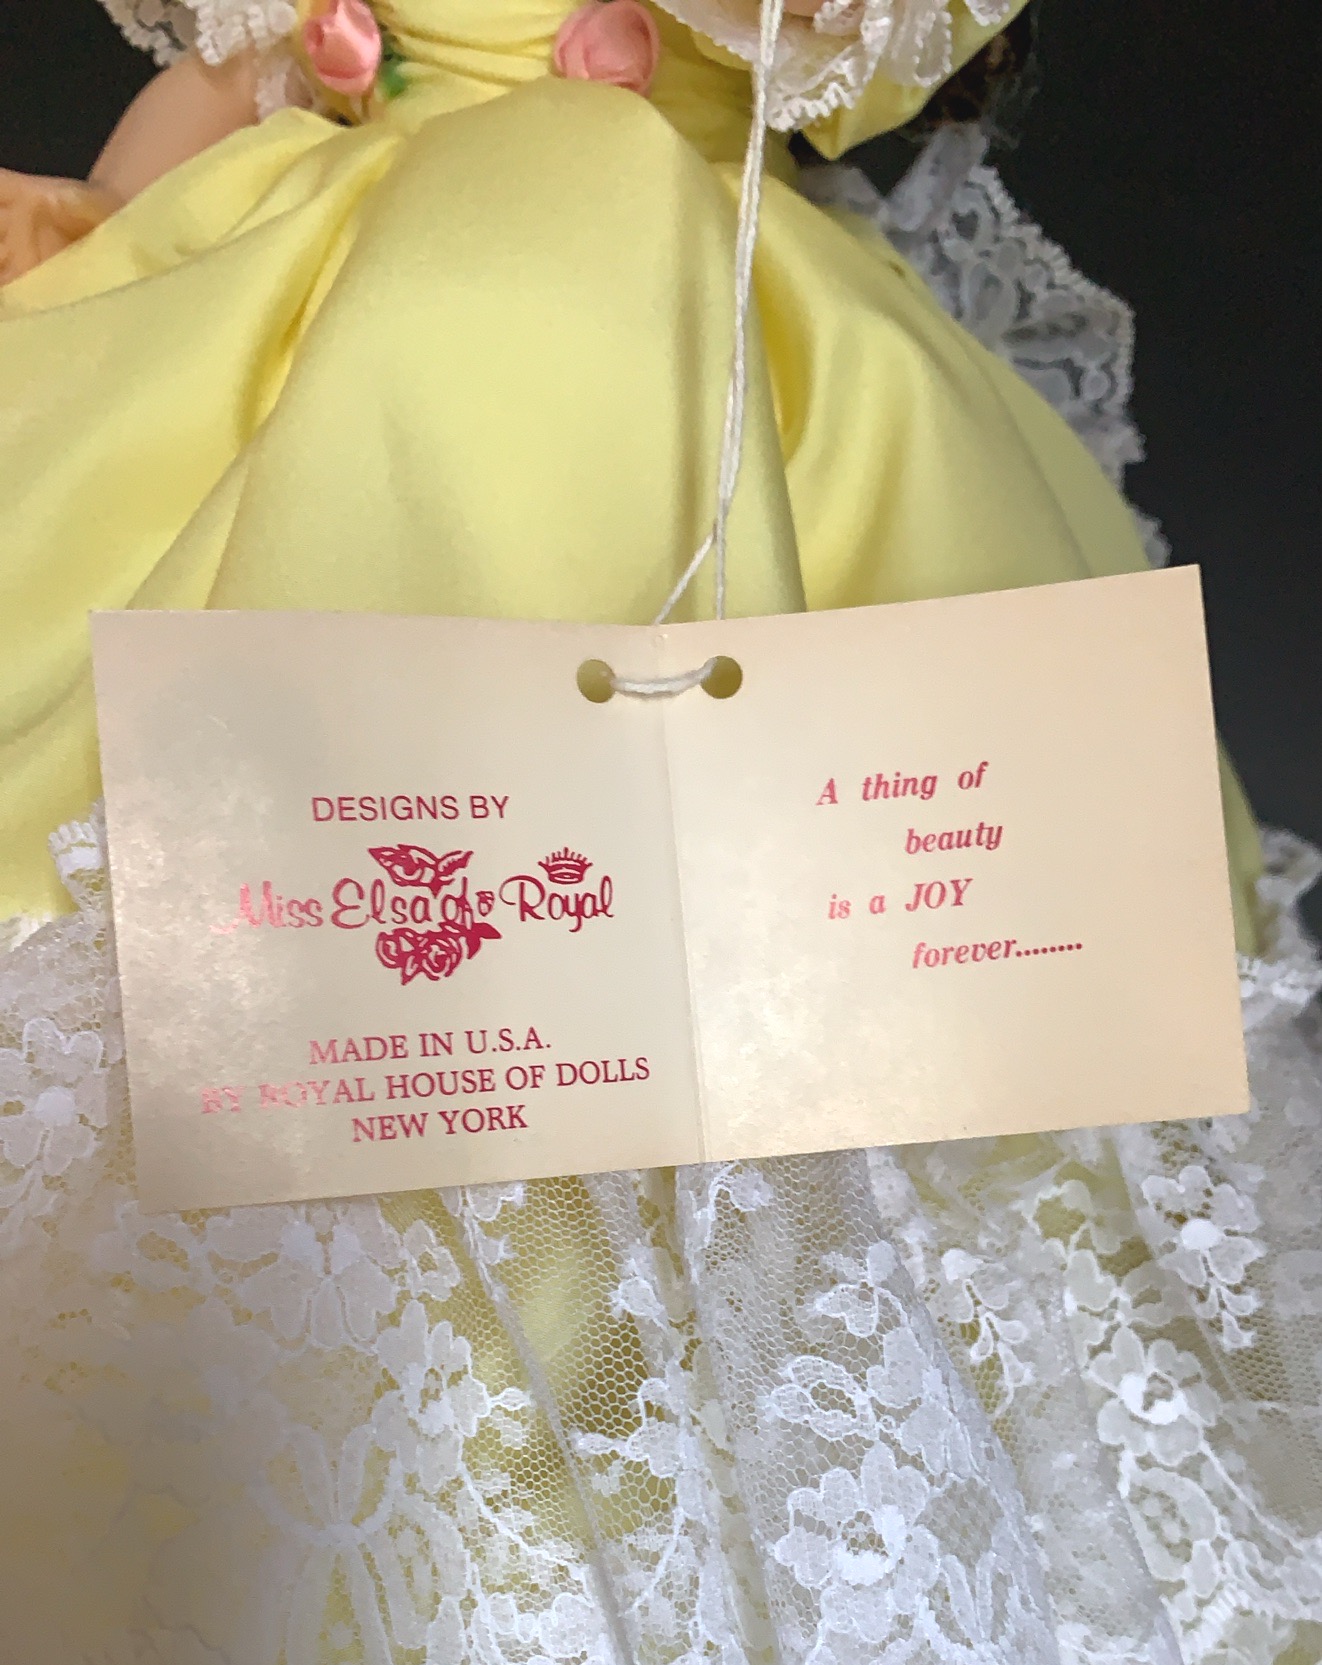 DESIGNS BY
Miss Elsa of Royal
MADE IN U.S.A.
BY ROYAL HOUSE OF DOLLS
NEW YORK
A thing of
beauty
is a JOY
forever........